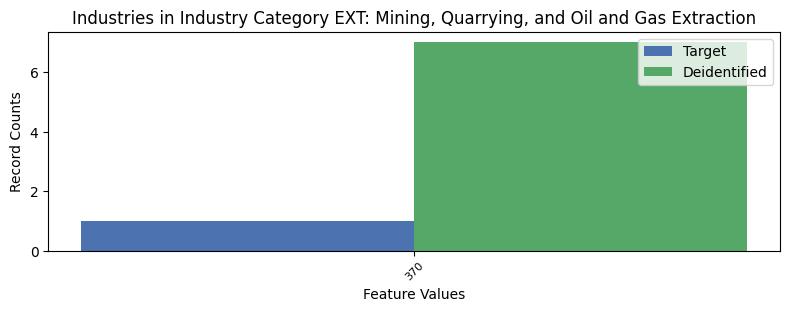 Industries in Industry Category EXT: Mining, Quarrying, and Oil and Gas Extraction
Target
Deidentified
Record Counts
6
4
2
0
370
Feature Values